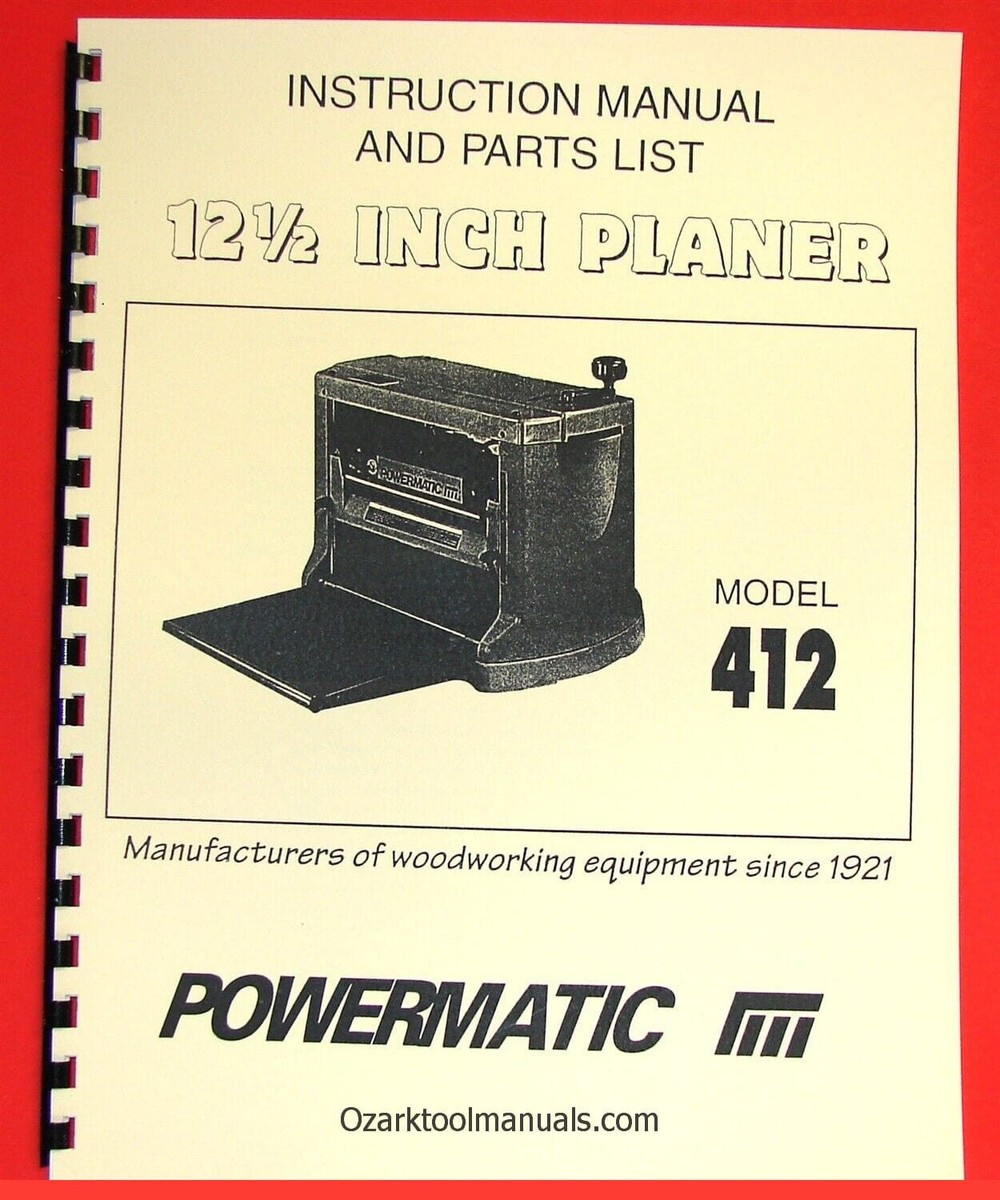 INSTRUCTION MANUAL
AND PARTS LIST
12½ INCH PLANER
POWERMATIC
MODEL
412
Manufacturers of woodworking equipment since 1921
POWERMATIC
Ozarktoolmanuals.com